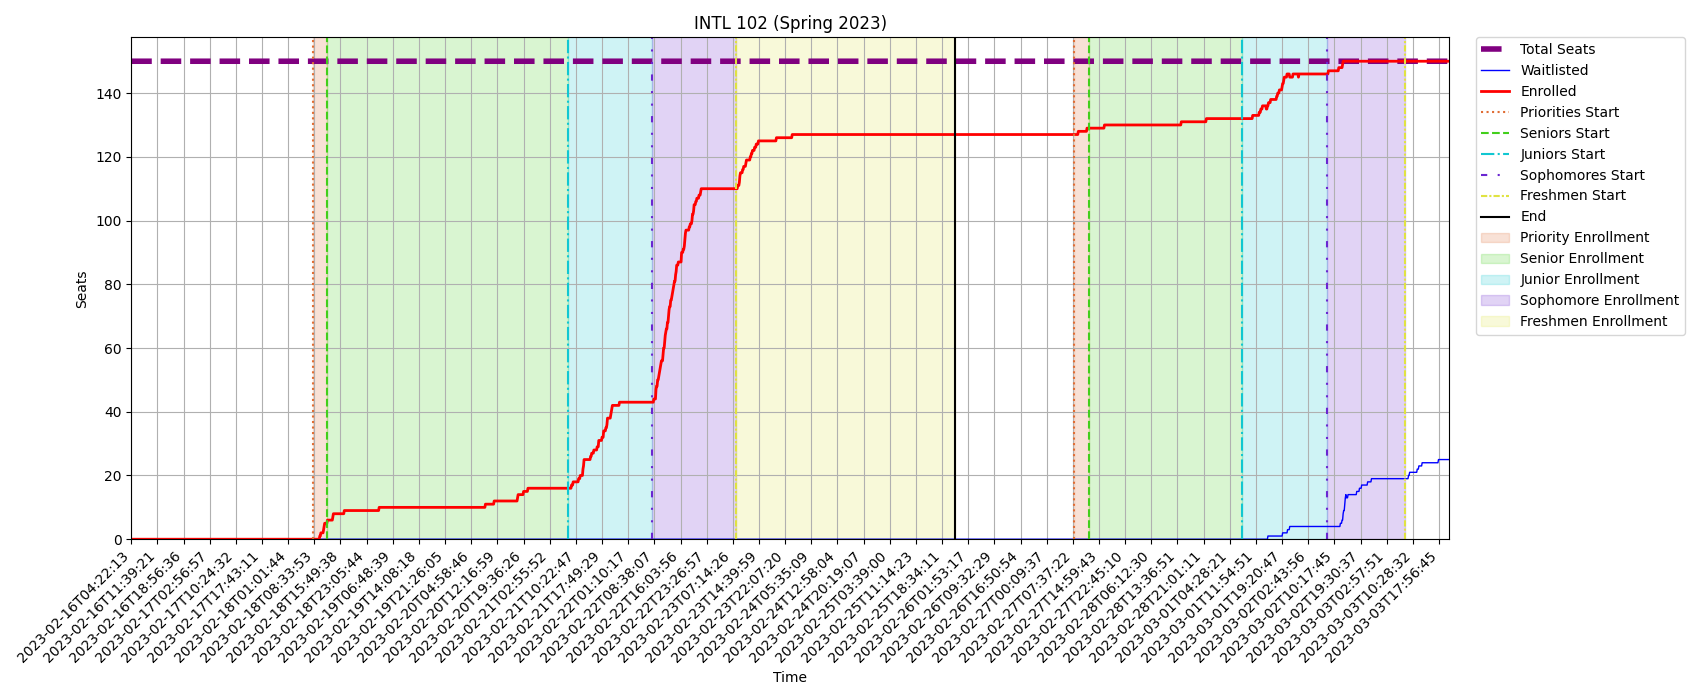 INTL 102 (Spring 2023)
Total Seats
Waitlisted
Enrolled
Priorities Start
Seniors Start
Juniors Start
Sophomores Start
Freshmen Start
End
Priority Enrollment
Senior Enrollment
Junior Enrollment
Sophomore Enrollment
Freshmen Enrollment
Seats
140
120
100
80
60
40
20
0
2023-02-16T04:22:13
2023-02-16T11:39:21
2023-02-16T18:56:36
2023-02-17T02:56:57
2023-02-17T10:24:32
2023-02-17T17:43:11
2023-02-18T01:01:44
2023-02-18T08:33:53
2023-02-18T15:49:38
2023-02-18T23:05:44
2023-02-19T06:48:39
2023-02-19T14:08:18
2023-02-19T21:26:05
2023-02-20T04:58:46
2023-02-20T12:16:59
2023-02-20T19:36:26
2023-02-21T02:55:52
2023-02-21T10:22:47
2023-02-21T17:49:29
2023-02-22T01:10:17
2023-02-22T08:38:07
2023-02-22T16:03:56
2023-02-22T23:26:57
2023-02-23T07:14:26
2023-02-23T14:39:59
2023-02-23T22:07:20
2023-02-24T05:35:09
2023-02-24T12:58:04
2023-02-24T20:19:07
2023-02-25T03:39:00
2023-02-25T11:14:23
2023-02-25T18:34:11
2023-02-26T01:53:17
2023-02-26T09:32:29
2023-02-26T16:50:54
2023-02-27T00:09:37
2023-02-27T07:37:22
2023-02-27T14:59:43
2023-02-27T22:45:10
2023-02-28T06:12:30
2023-02-28T13:36:51
2023-02-28T21:01:11
2023-03-01T04:28:21
2023-03-01T11:54:51
2023-03-01T19:20:47
2023-03-02T02:43:56
2023-03-02T10:17:45
2023-03-02T19:30:37
2023-03-03T02:57:51
2023-03-03T10:28:32
2023-03-03T17:56:45
Time